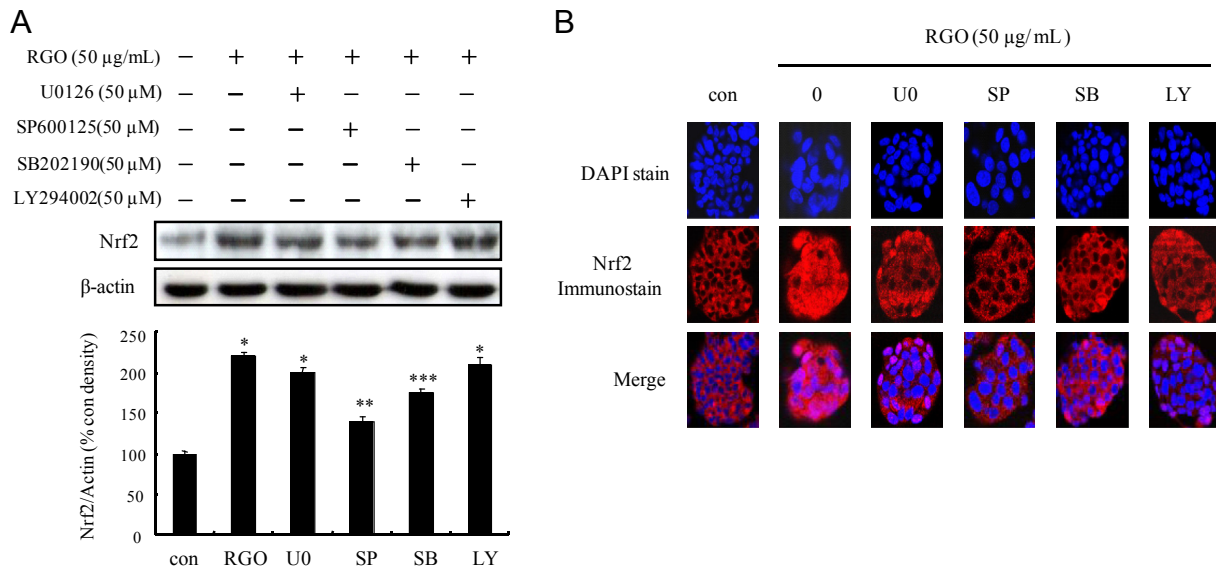 A
RGO (50 μg/mL) − + + + + +
U0126 (50 μM) − − + − − −
SP600125(50 μM) − − − + − −
SB202190(50 μM) − − − − + −
LY294002(50 μM) − − − − − +
Nrf2
β-actin
Nrf2/Actin (% con density)
250
200
150
100
50
0
* * ** *** *
con RGO U0 SP SB LY
B
RGO (50 μg/mL)
con 0 U0 SP SB LY
DAPI stain
Nrf2
Immunostain
Merge